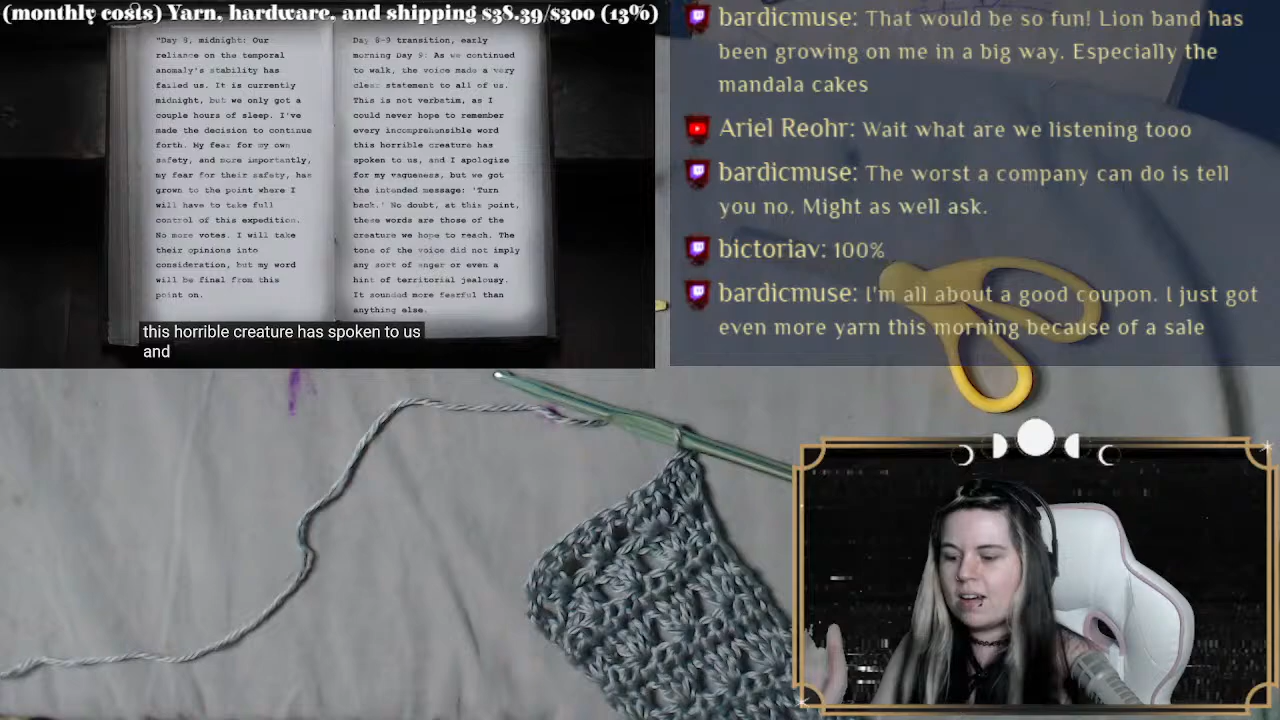 (monthly costs) Yarn, hardware, and shipping $38.39/$300 (13%)
"Day 8, midnight: Our
reliance on the temporal
anomaly's stability has
failed us. It is currently
midnight, but we only got a
couple hours of sleep. I've
made the decision to continue
forth. My fear for my own
safety, and more importantly,
my fear for their safety, has
grown to the point where I
will have to take full
control of this expedition.
No more votes. I will take
their opinions into
consideration, but my word
will be final from this
point on.
Day 8-9 transition, early
morning Day 9: As we continued
to walk, the voice made a very
clear statement to all of us.
This is not verbatim, as I
could never hope to remember
every incomprehensible word
this horrible creature has
spoken to us, and I apologize
for my vagueness, but we got
the intended message: 'Turn
back.' No doubt, at this point,
these words are those of the
creature we hope to reach. The
tone of the voice did not imply
any sort of anger or even a
hint of territorial jealousy.
It sounded more fearful than
anything else.
this horrible creature has spoken to us
and
bardicmuse: That would be so fun! Lion band has
been growing on me in a big way. Especially the
mandala cakes
Ariel Reohr: Wait what are we listening tooo
bardicmuse: The worst a company can do is tell
you no. Might as well ask.
bictoriav: 100%
bardicmuse: I'm all about a good coupon. I just got
even more yarn this morning because of a sale